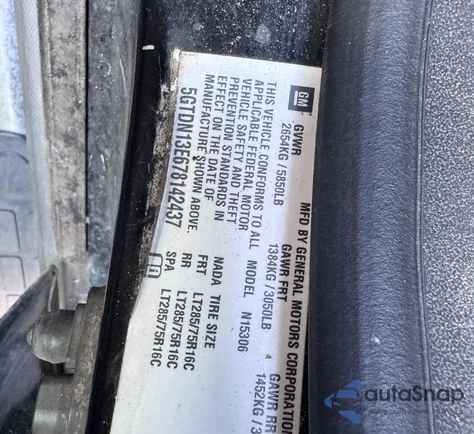 GM
MFD BY GENERAL MOTORS CORPORATION
GVWR GAWR FRT GAWR RR
2654KG / 5850LB 1384KG / 3050LB 1452KG / 3
THIS VEHICLE CONFORMS TO ALL
APPLICABLE FEDERAL MOTOR
VEHICLE SAFETY AND THEFT
PREVENTION STANDARDS IN
EFFECT ON THE DATE OF
MANUFACTURE SHOWN ABOVE.
5GTDN13E678142437
MODEL N15306
NADA TIRE SIZE
FRT LT285/75R16C
RR LT285/75R16C
SPA LT285/75R16C
autoSnap